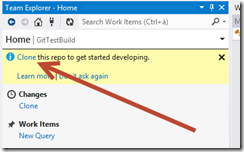 Team Explorer - Home
Search Work Items (Ctrl+à)
Home | GitTestBuild
Clone this repo to get started developing.
Learn more | Don't ask again
Changes
Clone
Work Items
New Query